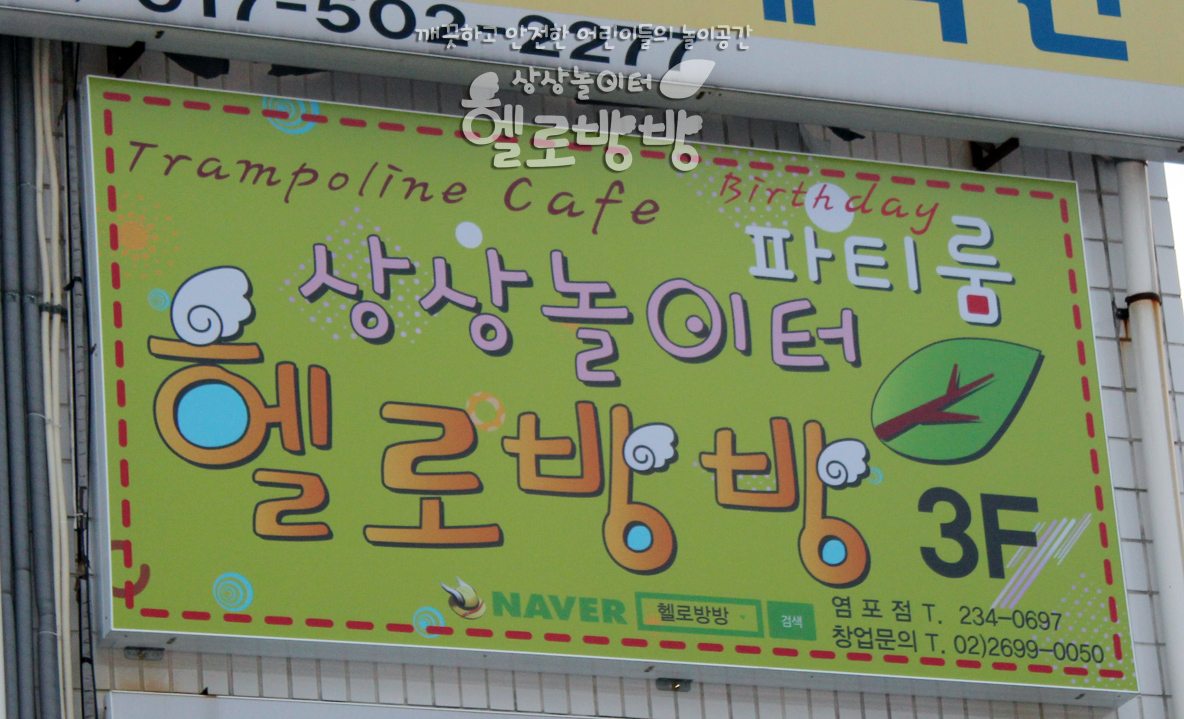 017-502-2277
깨끗하고 안전한 어린이들의 놀이공간
상상놀이터
헬로방방
Trampoline Cafe
Birthday
파티룸
상상놀이터
헬로방방
3F
NAVER 헬로방방 검색
염포점 T. 234-0697
창업문의 T. 02)2699-0050